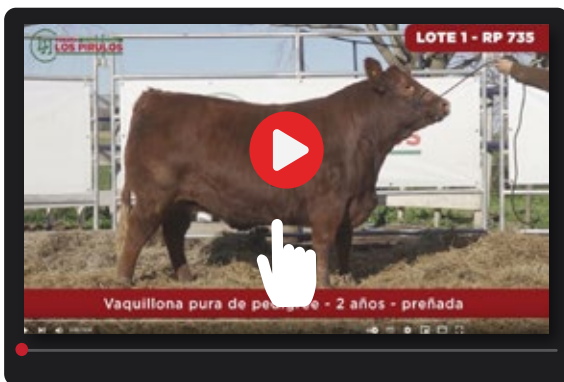 LOS PIRULOS
LOTE 1 - RP 735
Vaquillona pura de pedigree - 2 años - preñada